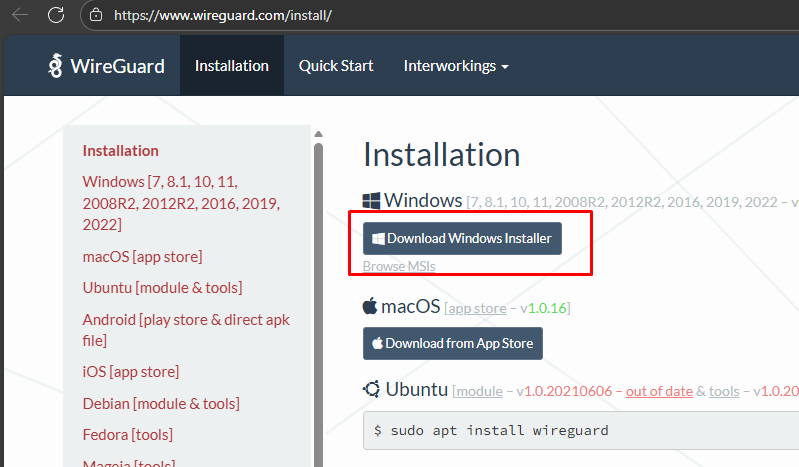 https://www.wireguard.com/install/
WireGuard Installation Quick Start Interworkings
Installation
Windows [7, 8.1, 10, 11,
2008R2, 2012R2, 2016, 2019,
2022]
macOS [app store]
Ubuntu [module & tools]
Android [play store & direct apk
file]
iOS [app store]
Debian [module & tools]
Fedora [tools]
Mageia [tools]
Installation
Windows [7, 8.1, 10, 11, 2008R2, 2012R2, 2016, 2019, 2022 – v
Download Windows Installer
Browse MSIs
macOS [app store – v1.0.16]
Download from App Store
Ubuntu [module – v1.0.20210606 – out of date & tools – v1.0.20
$ sudo apt install wireguard